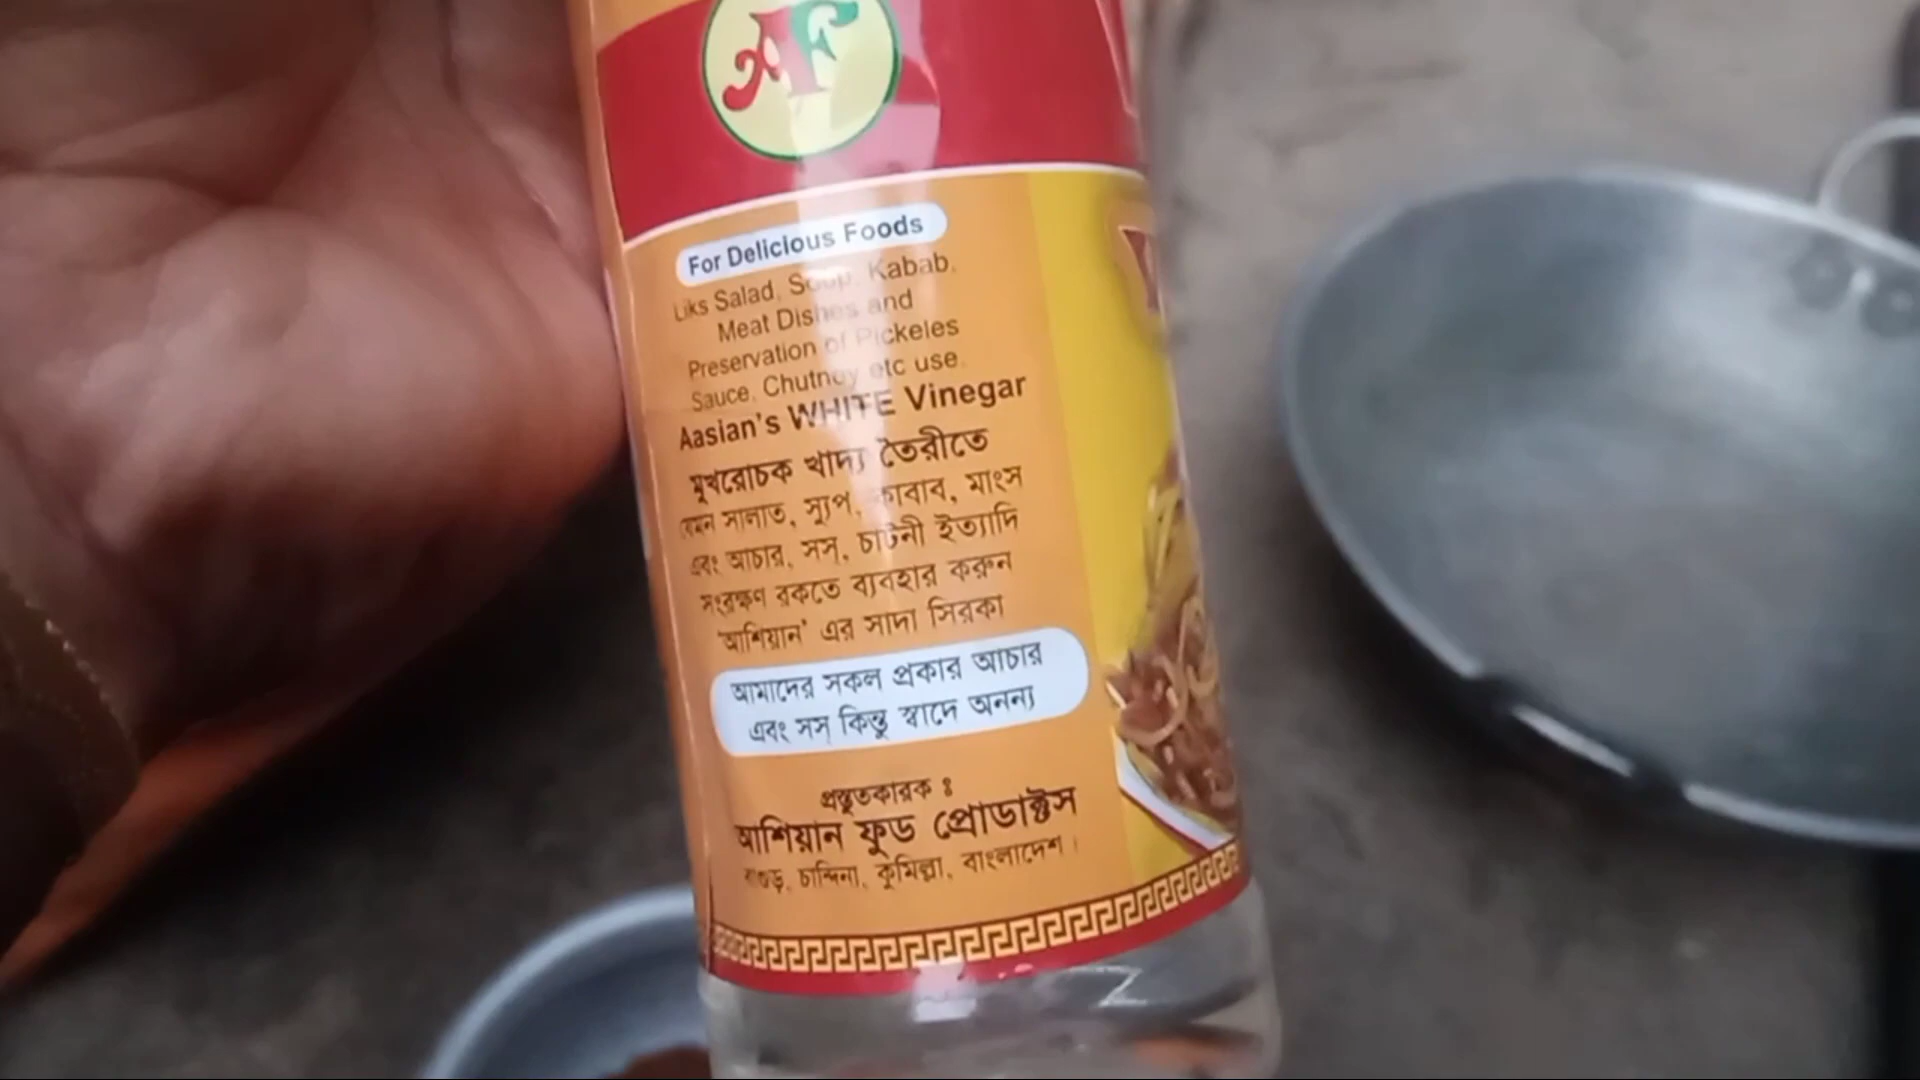 AF
For Delicious Foods
Liks Salad, Soup, Kabab,
Meat Dishes and
Preservation of Pickeles
Sauce, Chutney etc use.
Aasian's WHITE Vinegar
মুখরোচক খাদ্য তৈরীতে
যেমন সালাত, স্যুপ, কাবাব, মাংস
এবং আচার, সস্, চাটনী ইত্যাদি
সংরক্ষণ রকতে ব্যবহার করুন
'আশিয়ান' এর সাদা সিরকা
আমাদের সকল প্রকার আচার
এবং সস্ কিন্তু স্বাদে অনন্য
প্রস্তুতকারক ঃ
আশিয়ান ফুড প্রোডাক্টস
চান্দিনা, কুমিল্লা, বাংলাদেশ।